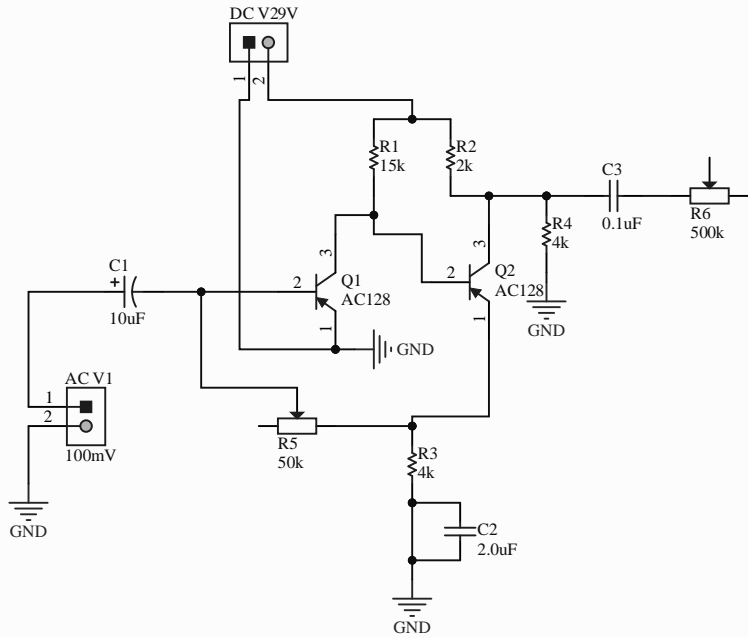 DC V29V
1
2
R1
15k
R2
2k
C3
0.1uF
R6
500k
R4
4k
GND
3
3
C1
10uF
+
2
Q1
AC128
1
2
Q2
AC128
1
GND
AC V1
1
2
100mV
GND
R5
50k
R3
4k
C2
2.0uF
GND